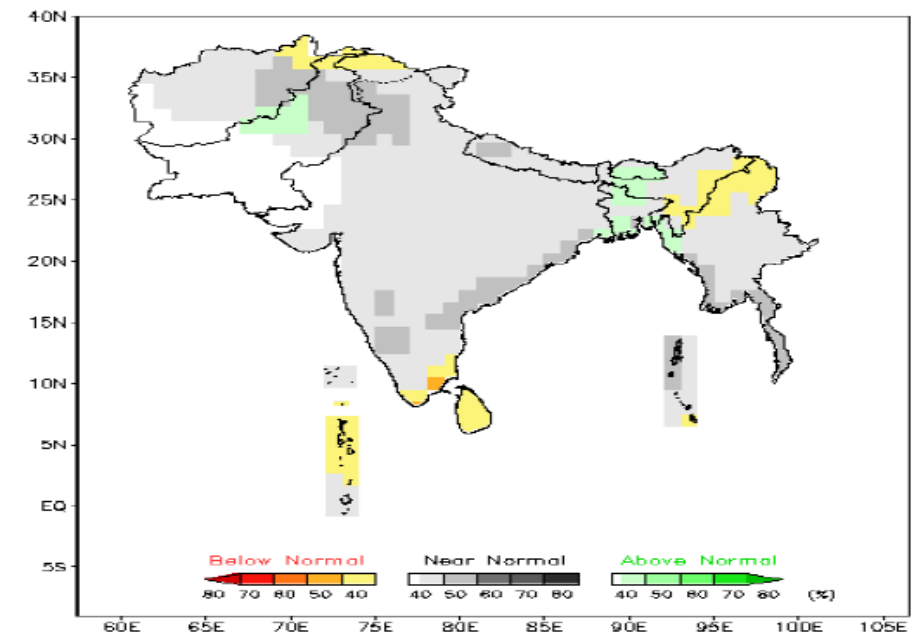 40N
35N
30N
25N
20N
15N
10N
5N
EQ
5S
Below Normal Near Normal Above Normal
80 70 60 50 40 40 50 60 70 80 40 50 60 70 80 (%)
60E 65E 70E 75E 80E 85E 90E 95E 100E 105E